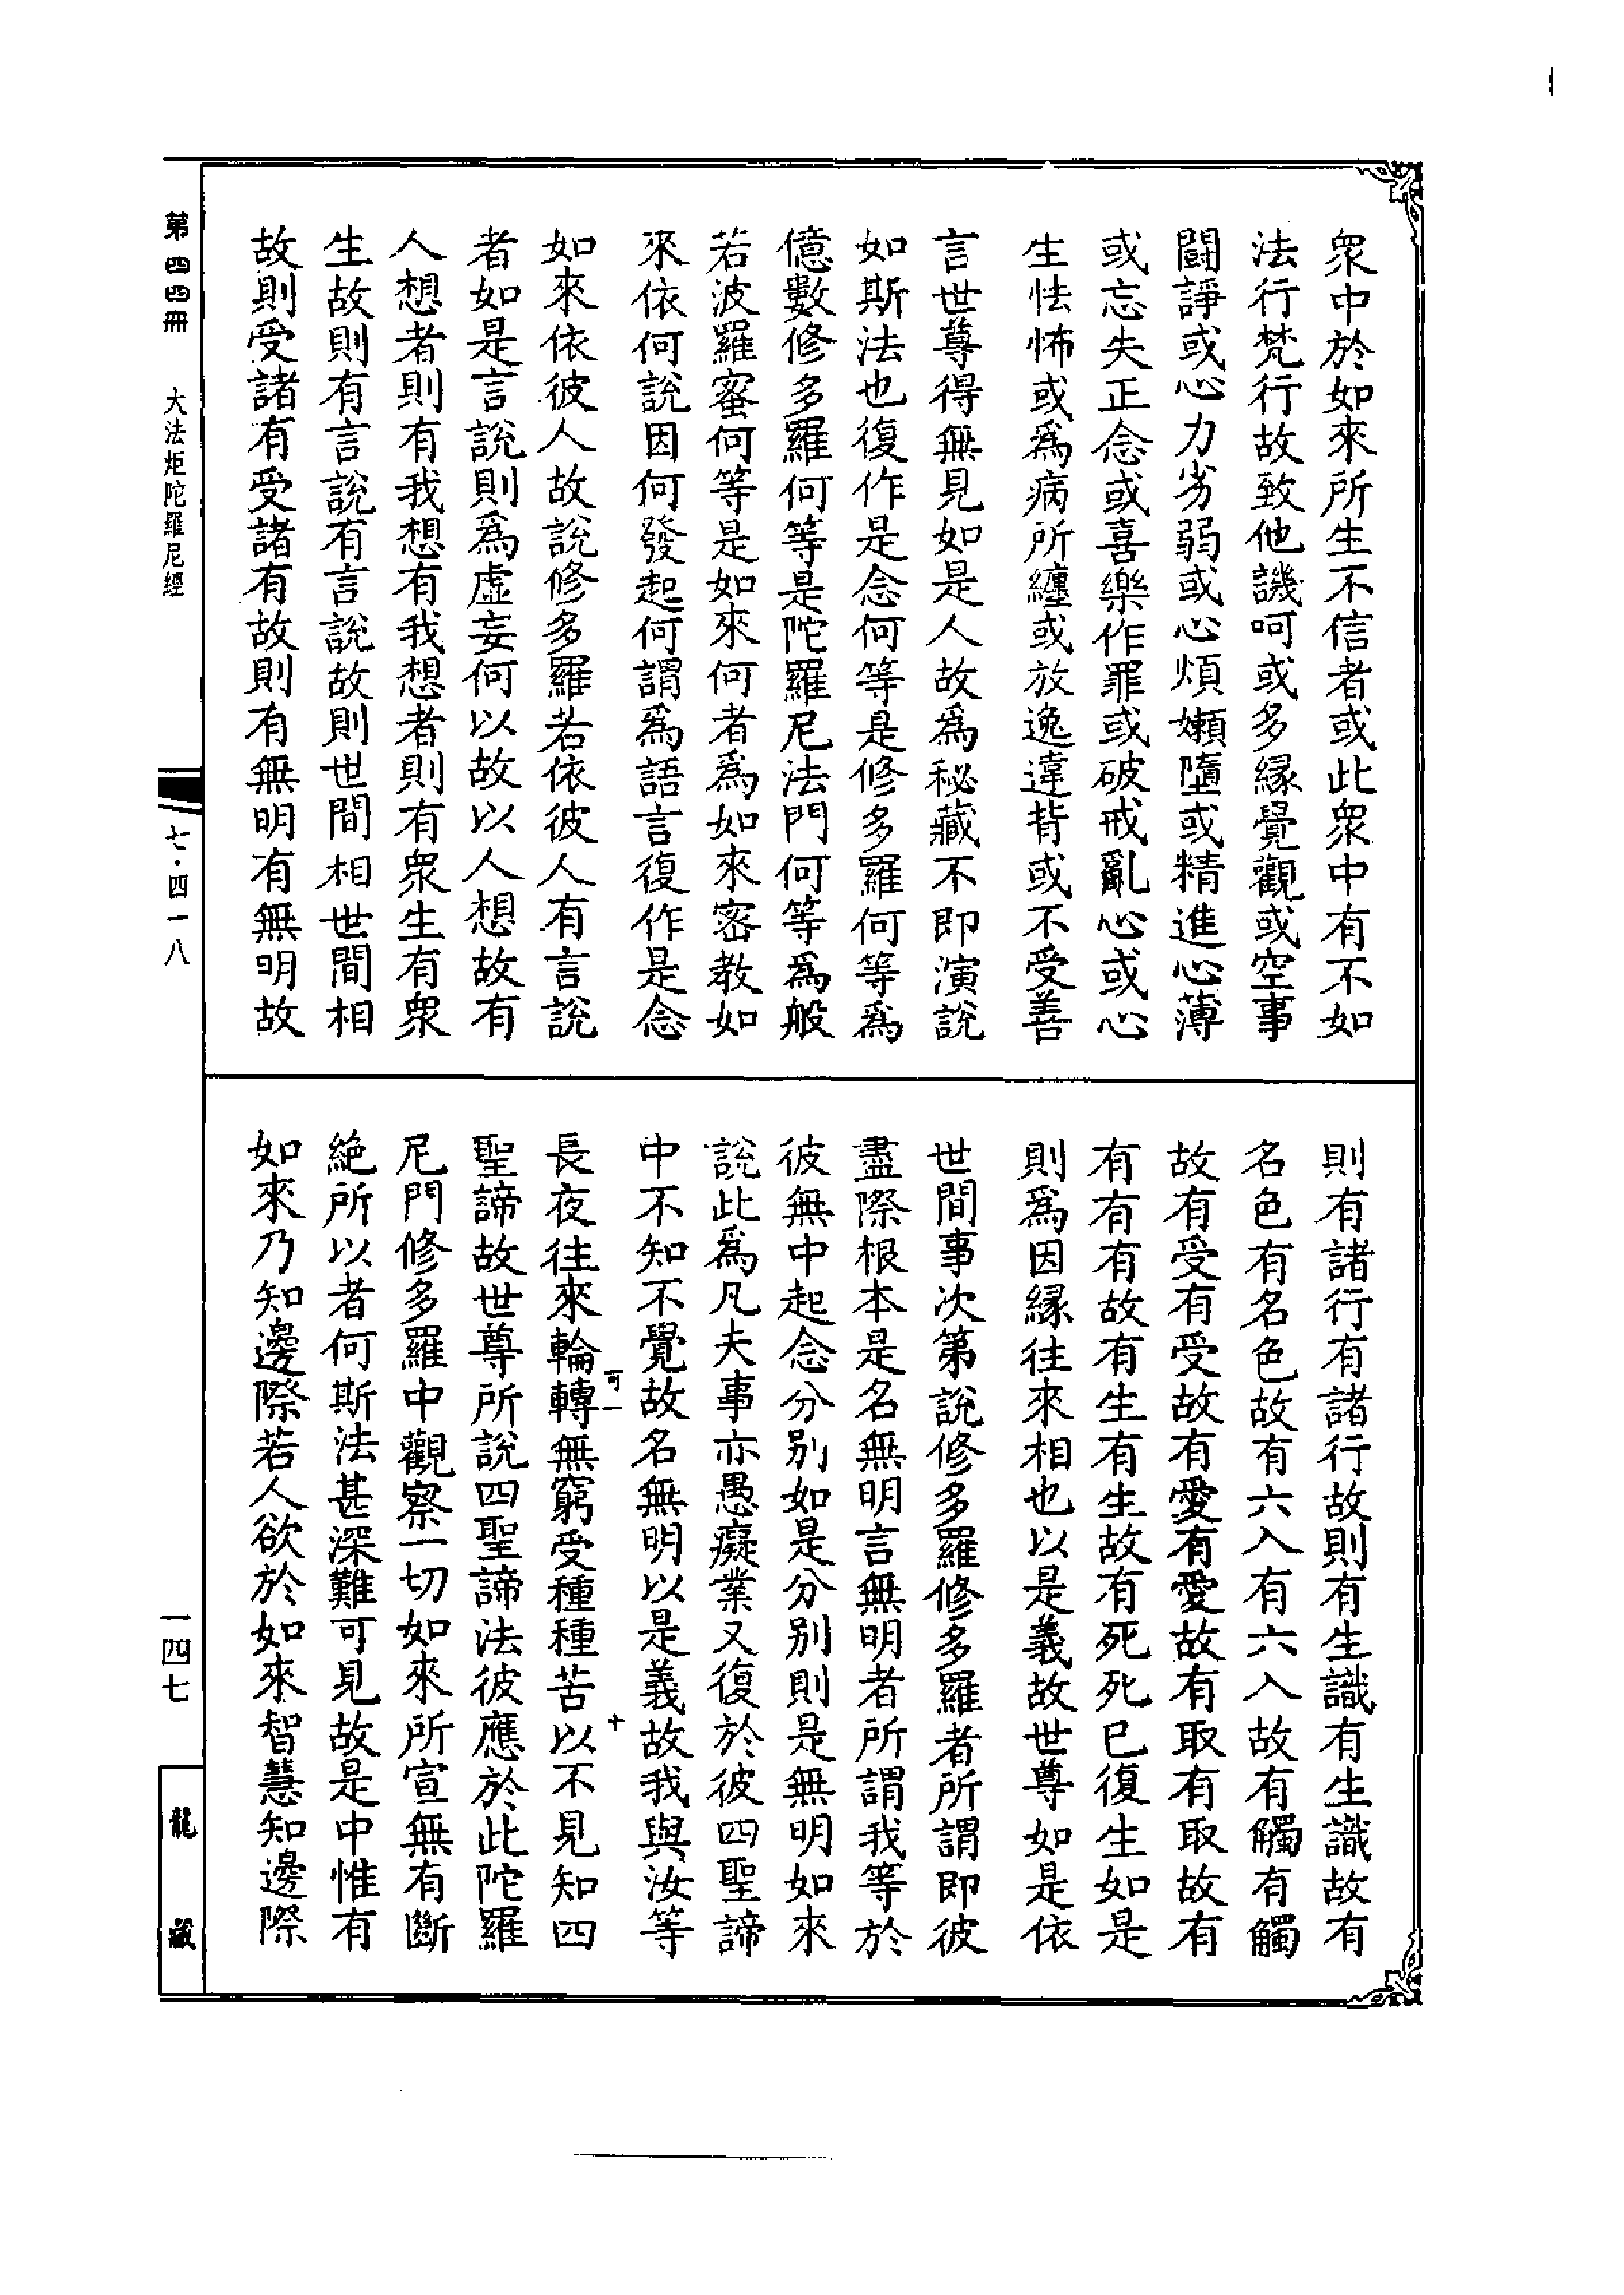 衆中於如來所生不信者或此衆中有不如
法行梵行故致他譏呵或多緣覺觀或空事
鬪諍或心力劣弱或心煩嬾墮或精進心薄
或忘失正念或喜樂作罪或破戒亂心或心
生怯怖或爲病所纏或放逸違背或不受善
言世尊得無見如是人故爲秘藏不即演說
如斯法也復作是念何等是修多羅何等爲
億數修多羅何等是陀羅尼法門何等爲般
若波羅蜜何等是如來何者爲如來密教如
來依何說因何發起何謂爲語言復作是念
如來依彼人故說修多羅若依彼人有言說
者如是言說則爲虛妄何以故以人想故有
人想者則有我想有我想者則有衆生有衆
生故則有言說有言說故則世間相世間相
故則受諸有受諸有故則有無明有無明故
則有諸行有諸行故則有生識有生識故有
名色有名色故有六入有六入故有觸有觸
故有受有受故有愛有愛故有取有取故有
有有有故有生有生故有死死已復生如是
則爲因緣往來相也以是義故世尊如是依
世間事次第說修多羅修多羅者所謂即彼
盡際根本是名無明言無明者所謂我等於
彼無中起念分别如是分别則是無明如來
說此爲凡夫事亦愚癡業又復於彼四聖諦
中不知不覺故名無明以是義故我與汝等
長夜往來輪轉無窮受種種苦以不見知四
聖諦故世尊所說四聖諦法彼應於此陀羅
尼門修多羅中觀察一切如來所宣無有斷
絶所以者何斯法甚深難可見故是中惟有
如來乃知邊際若人欲於如來智慧知邊際
可一
十
第四四冊
大法炬陀羅尼經
七·四一八
一四七
龍藏